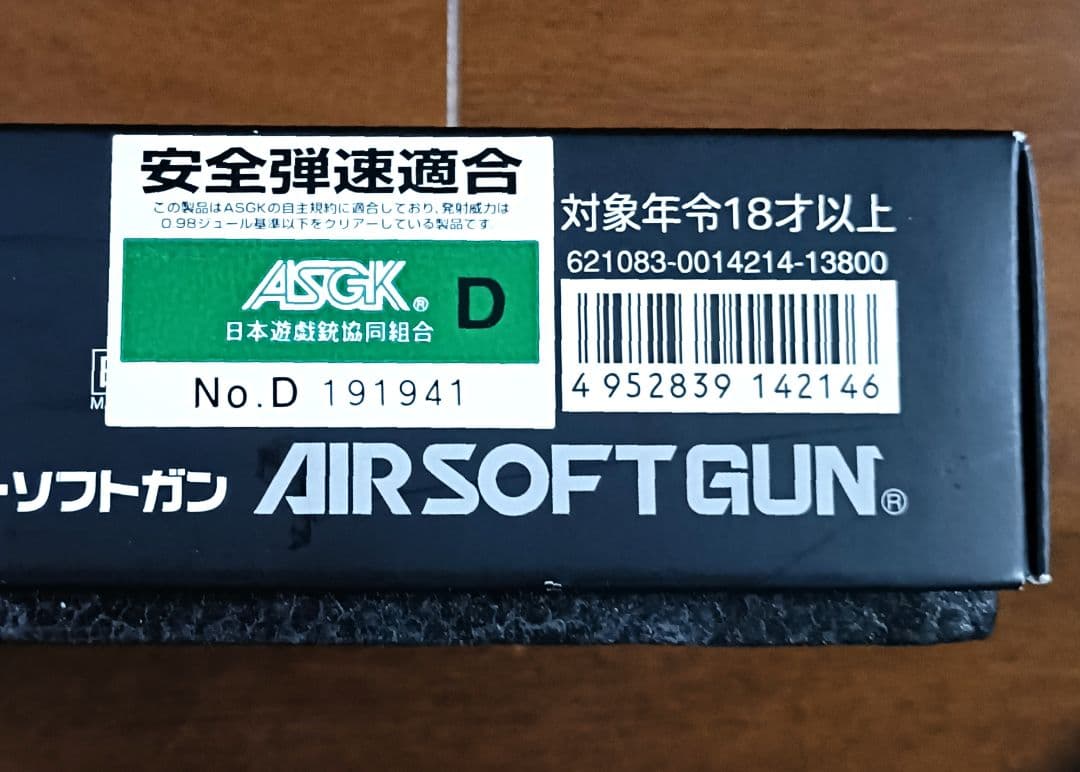 安全弾速適合
この製品はASGKの自主規約に適合しており、発射威力は
0.98ジュール基準以下をクリアーしている製品です。
ASGK® D
日本遊戯銃協同組合
No.D 191941
対象年令18才以上
621083-0014214-13800
4 952839 142146
ーソフトガン AIRSOFT GUN®